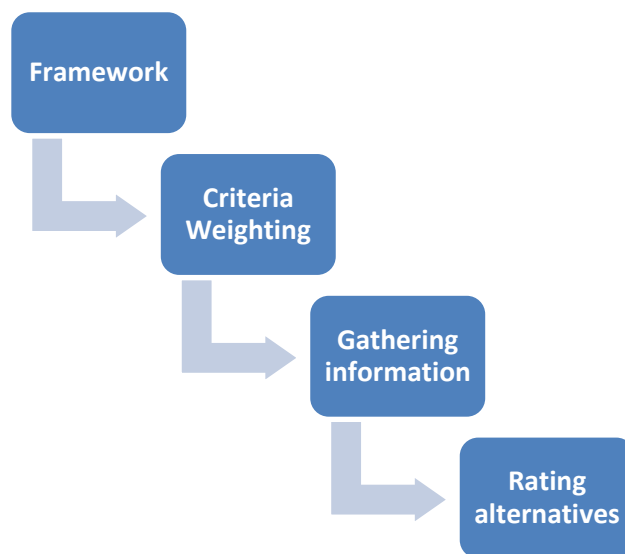 Framework
Criteria
Weighting
Gathering
information
Rating
alternatives